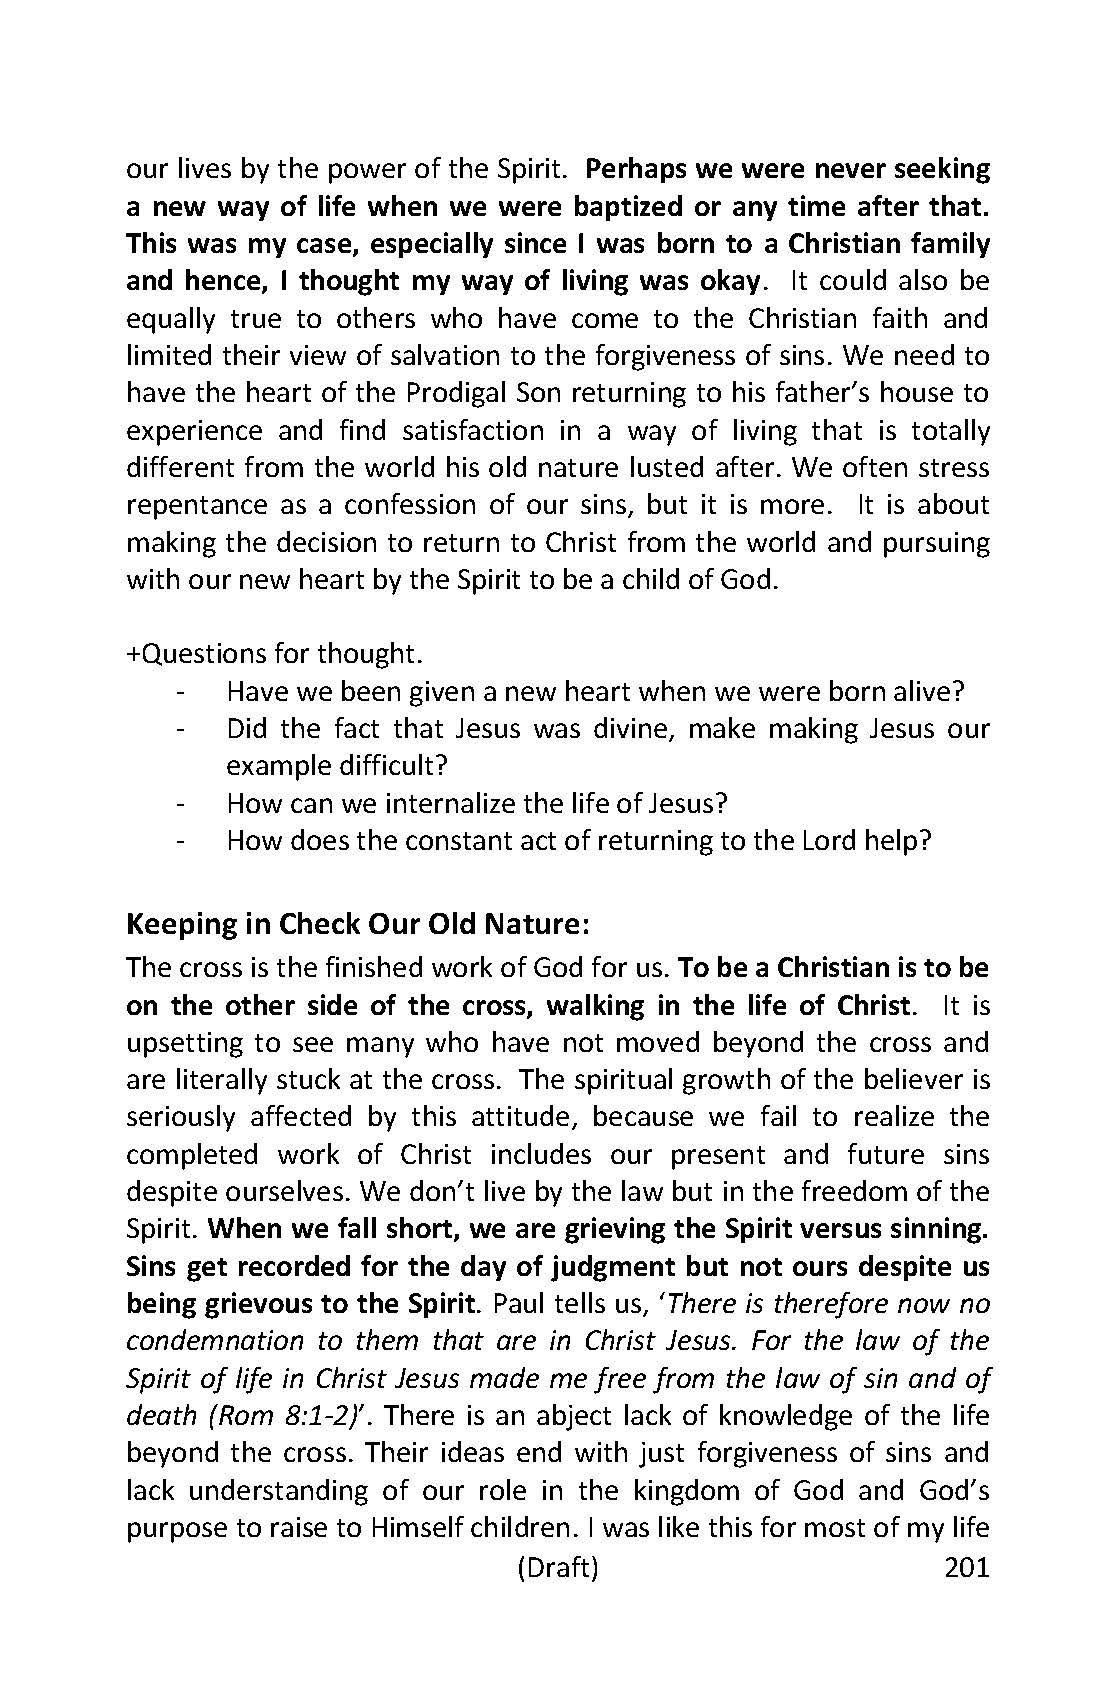 our lives by the power of the Spirit.  Perhaps we were never seeking
a new way of life when we were baptized or any time after that.
This was my case, especially since I was born to a Christian family
and hence, I thought my way of living was okay.  It could also be
equally true to others who have come to the Christian faith and
limited their view of salvation to the forgiveness of sins. We need to
have the heart of the Prodigal Son returning to his father’s house to
experience and find satisfaction in a way of living that is totally
different from the world his old nature lusted after. We often stress
repentance as a confession of our sins, but it is more.  It is about
making the decision to return to Christ from the world and pursuing
with our new heart by the Spirit to be a child of God.
+Questions for thought.
- Have we been given a new heart when we were born alive?
- Did the fact that Jesus was divine, make making Jesus our
example difficult?
- How can we internalize the life of Jesus?
- How does the constant act of returning to the Lord help?
Keeping in Check Our Old Nature:
The cross is the finished work of God for us. To be a Christian is to be
on the other side of the cross, walking in the life of Christ.  It is
upsetting to see many who have not moved beyond the cross and
are literally stuck at the cross.  The spiritual growth of the believer is
seriously affected by this attitude, because we fail to realize the
completed work of Christ includes our present and future sins
despite ourselves. We don’t live by the law but in the freedom of the
Spirit. When we fall short, we are grieving the Spirit versus sinning.
Sins get recorded for the day of judgment but not ours despite us
being grievous to the Spirit. Paul tells us, ‘There is therefore now no
condemnation to them that are in Christ Jesus. For the law of the
Spirit of life in Christ Jesus made me free from the law of sin and of
death (Rom 8:1-2)’. There is an abject lack of knowledge of the life
beyond the cross. Their ideas end with just forgiveness of sins and
lack understanding of our role in the kingdom of God and God’s
purpose to raise to Himself children. I was like this for most of my life
(Draft) 201